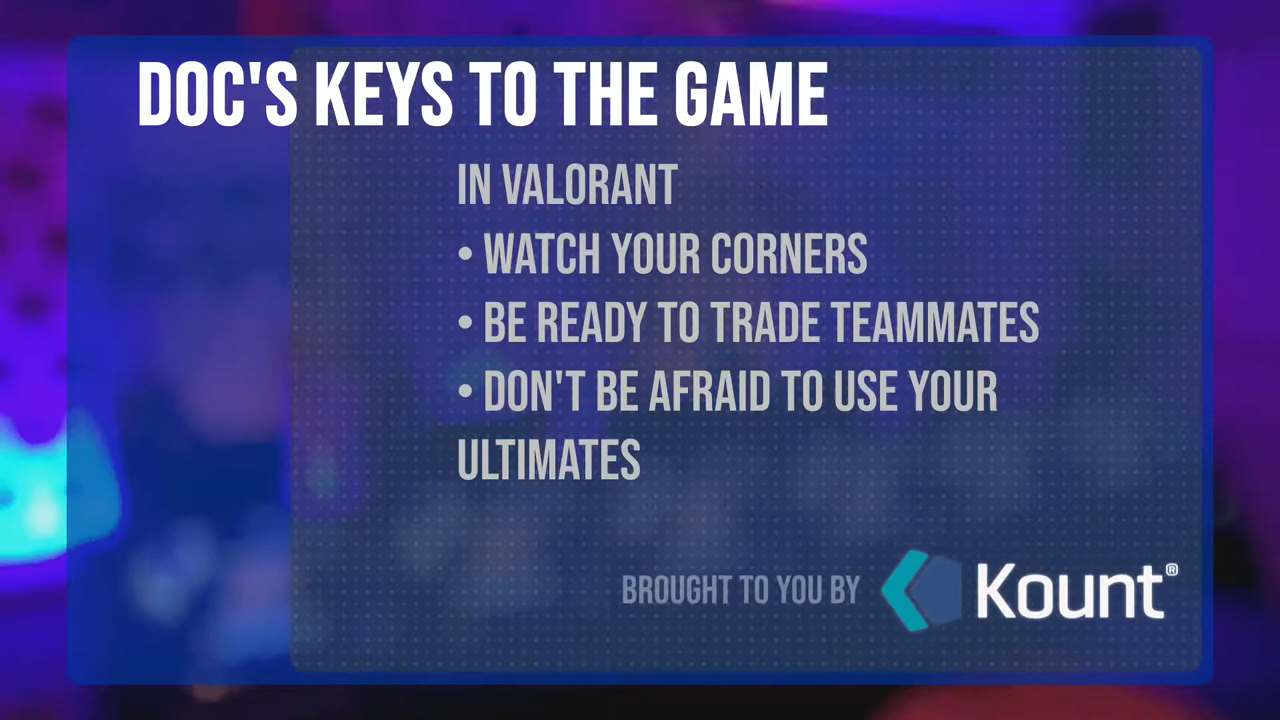 DOC'S KEYS TO THE GAME
IN VALORANT
• WATCH YOUR CORNERS
• BE READY TO TRADE TEAMMATES
• DON'T BE AFRAID TO USE YOUR
ULTIMATES
BROUGHT TO YOU BY Kount®